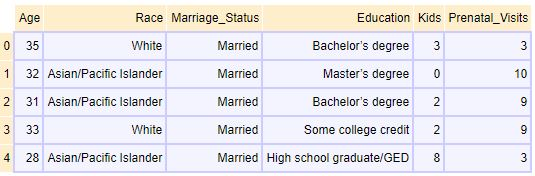 Age Race Marriage_Status Education Kids Prenatal_Visits
0 35 White Married Bachelor's degree 3 3
1 32 Asian/Pacific Islander Married Master's degree 0 10
2 31 Asian/Pacific Islander Married Bachelor's degree 2 9
3 33 White Married Some college credit 2 9
4 28 Asian/Pacific Islander Married High school graduate/GED 8 3